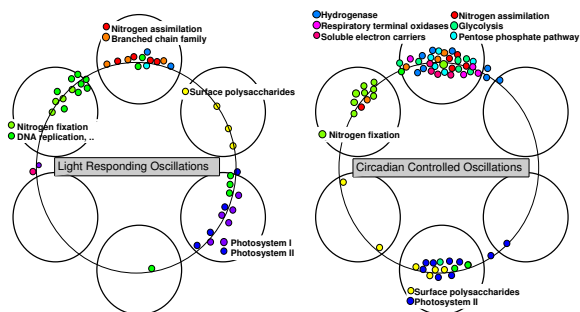 Nitrogen assimilation
Branched chain family
Surface polysaccharides
Nitrogen fixation
DNA replication, ..
Light Responding Oscillations
Photosystem I
Photosystem II
Hydrogenase
Nitrogen assimilation
Respiratory terminal oxidases
Glycolysis
Soluble electron carriers
Pentose phosphate pathway
Nitrogen fixation
Circadian Controlled Oscillations
Surface polysaccharides
Photosystem II